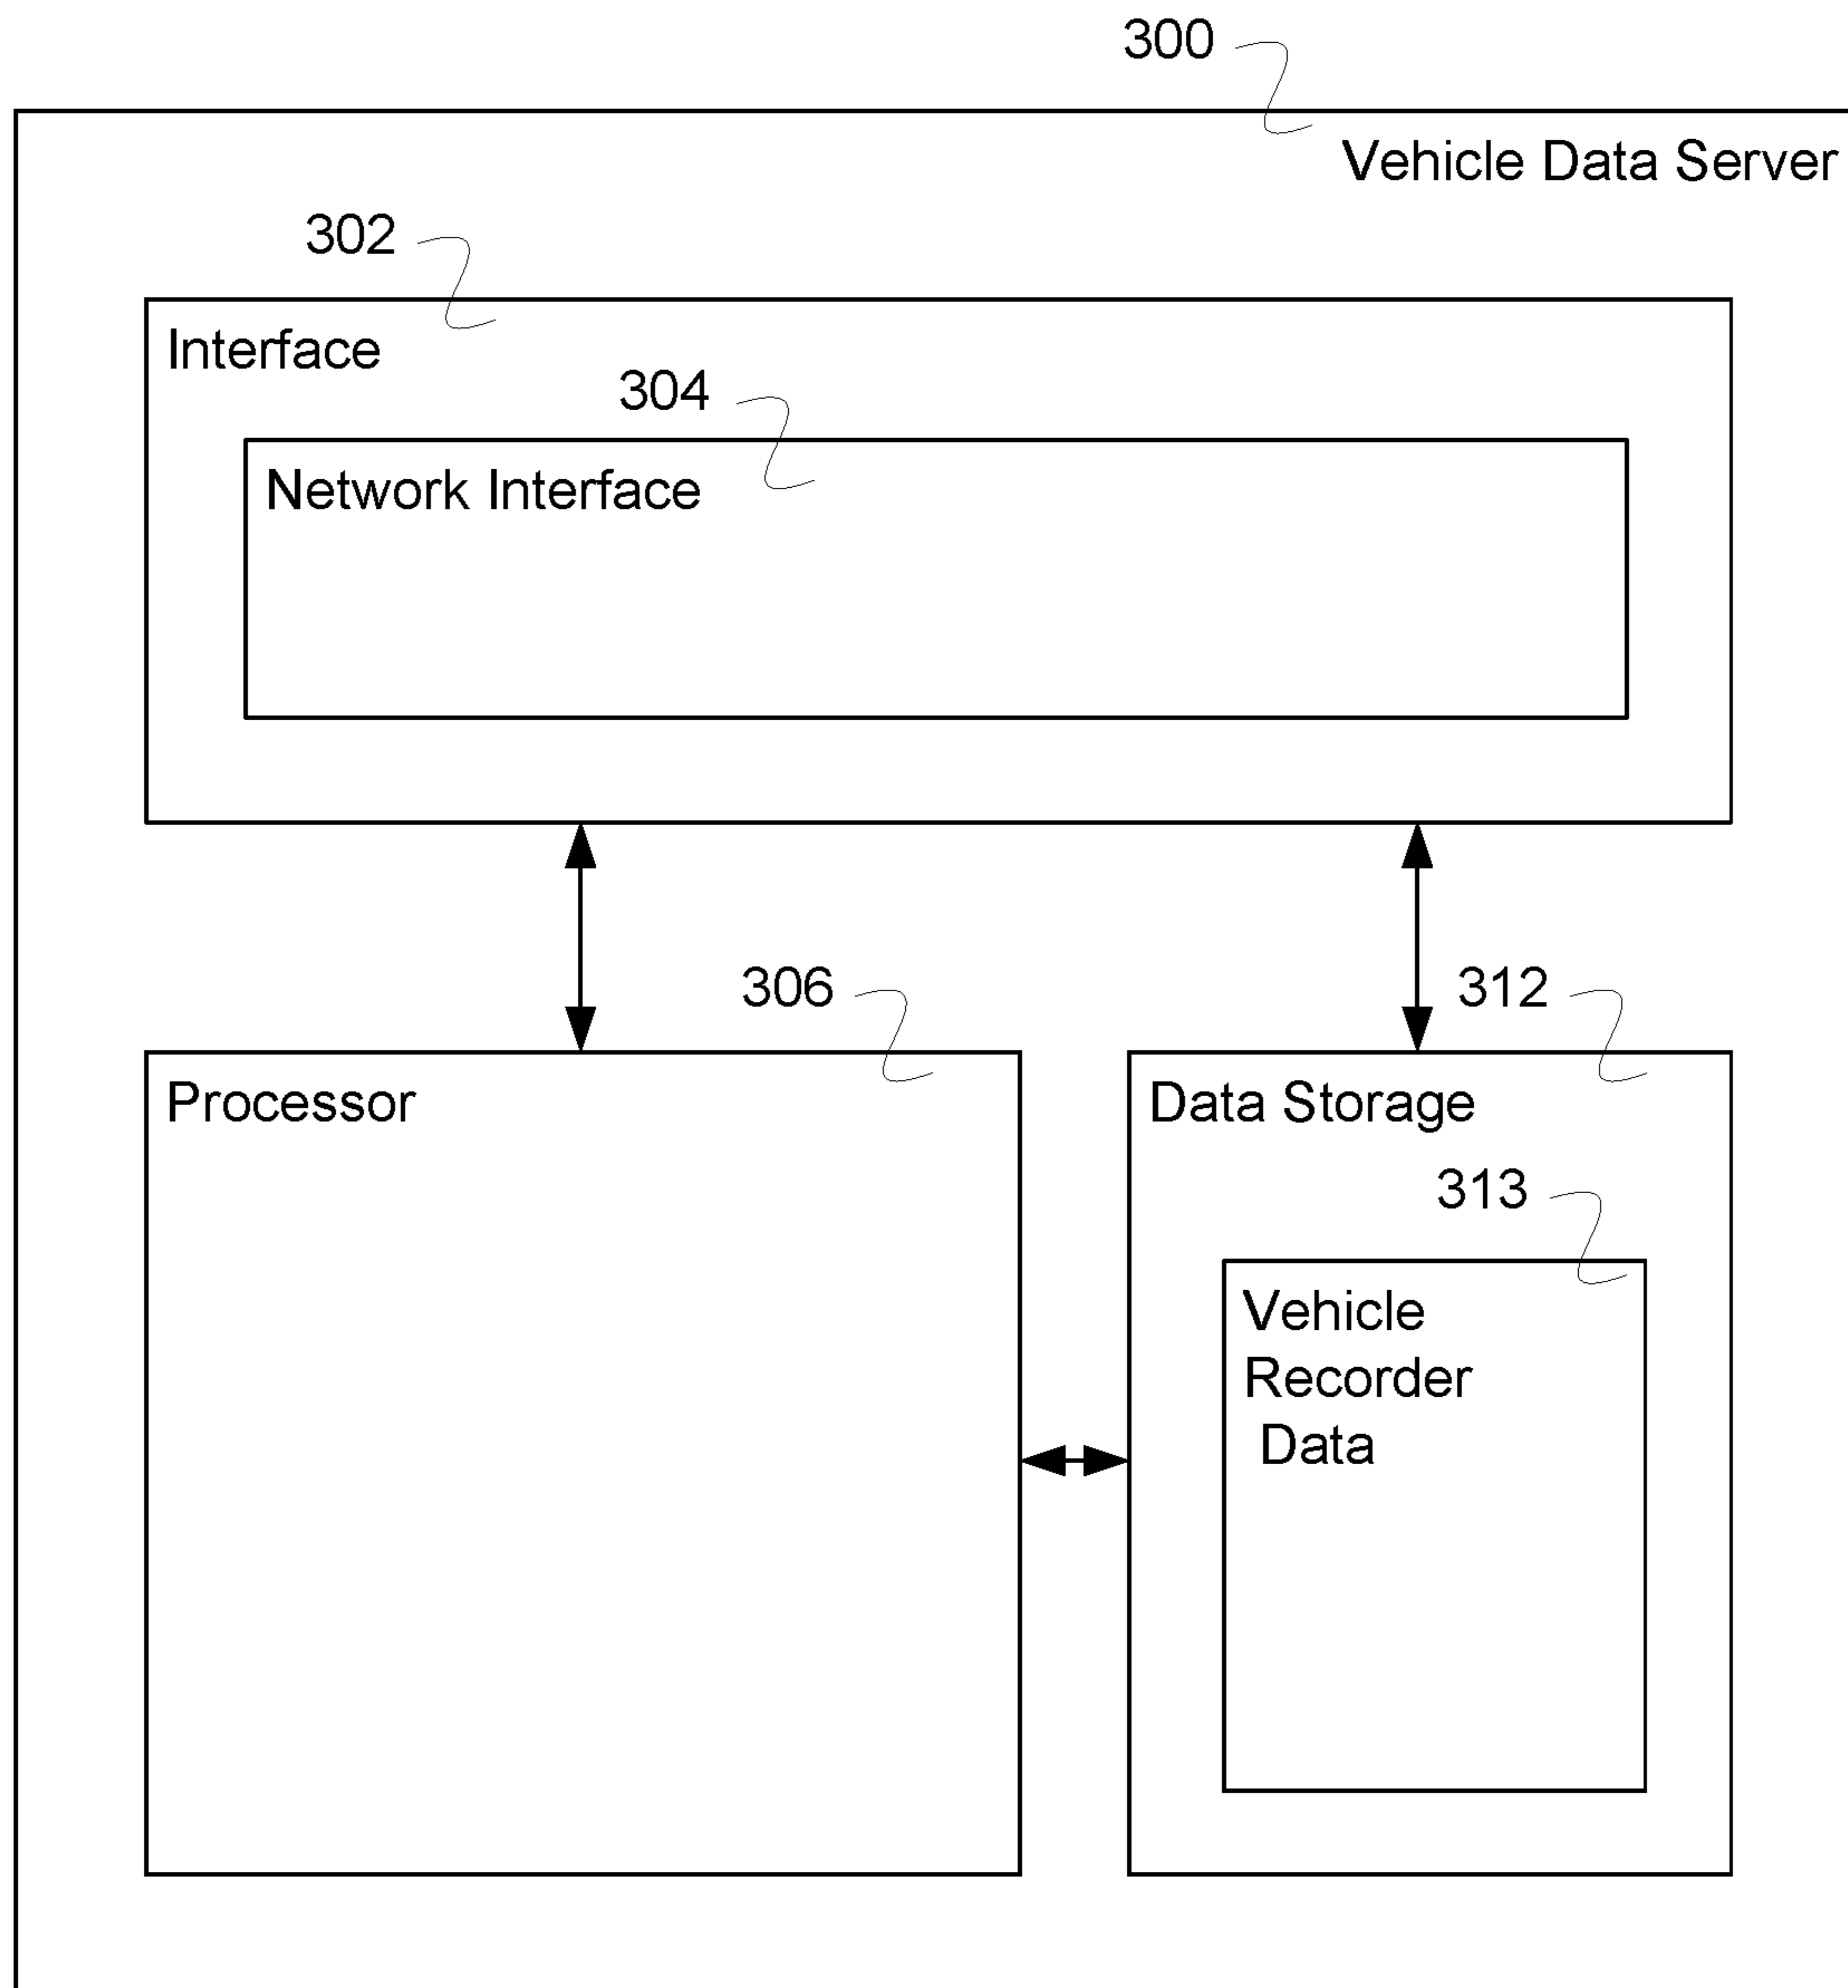 300
Vehicle Data Server
302
Interface
304
Network Interface
306
312
Processor
Data Storage
313
Vehicle
Recorder
Data